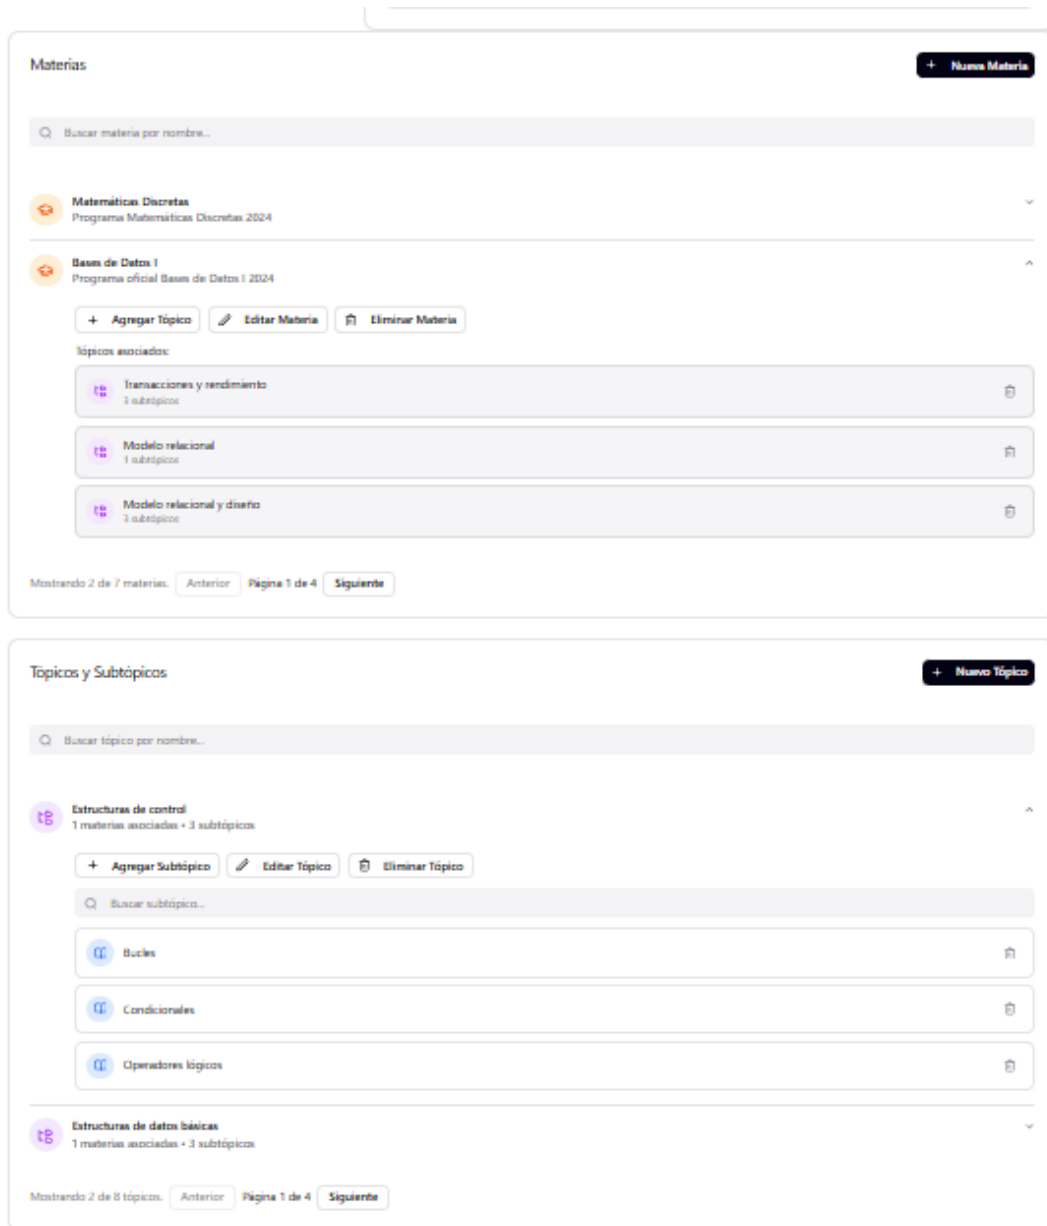 Materias
+ Nueva Materia
Buscar materia por nombre...
Matemáticas Discretas
Programa Matemáticas Discretas 2024
Bases de Datos I
Programa oficial Bases de Datos I 2024
+ Agregar Tópico Editar Materia Eliminar Materia
Tópicos asociados:
Transacciones y rendimiento
3 subtópicos
Modelo relacional
1 subtópicos
Modelo relacional y diseño
3 subtópicos
Mostrando 2 de 7 materias. Anterior Página 1 de 4 Siguiente
Tópicos y Subtópicos
+ Nuevo Tópico
Buscar tópico por nombre...
Estructuras de control
1 materias asociadas • 3 subtópicos
+ Agregar Subtópico Editar Tópico Eliminar Tópico
Buscar subtópico...
Bucles
Condicionales
Operadores lógicos
Estructuras de datos básicas
1 materias asociadas • 3 subtópicos
Mostrando 2 de 8 tópicos. Anterior Página 1 de 4 Siguiente